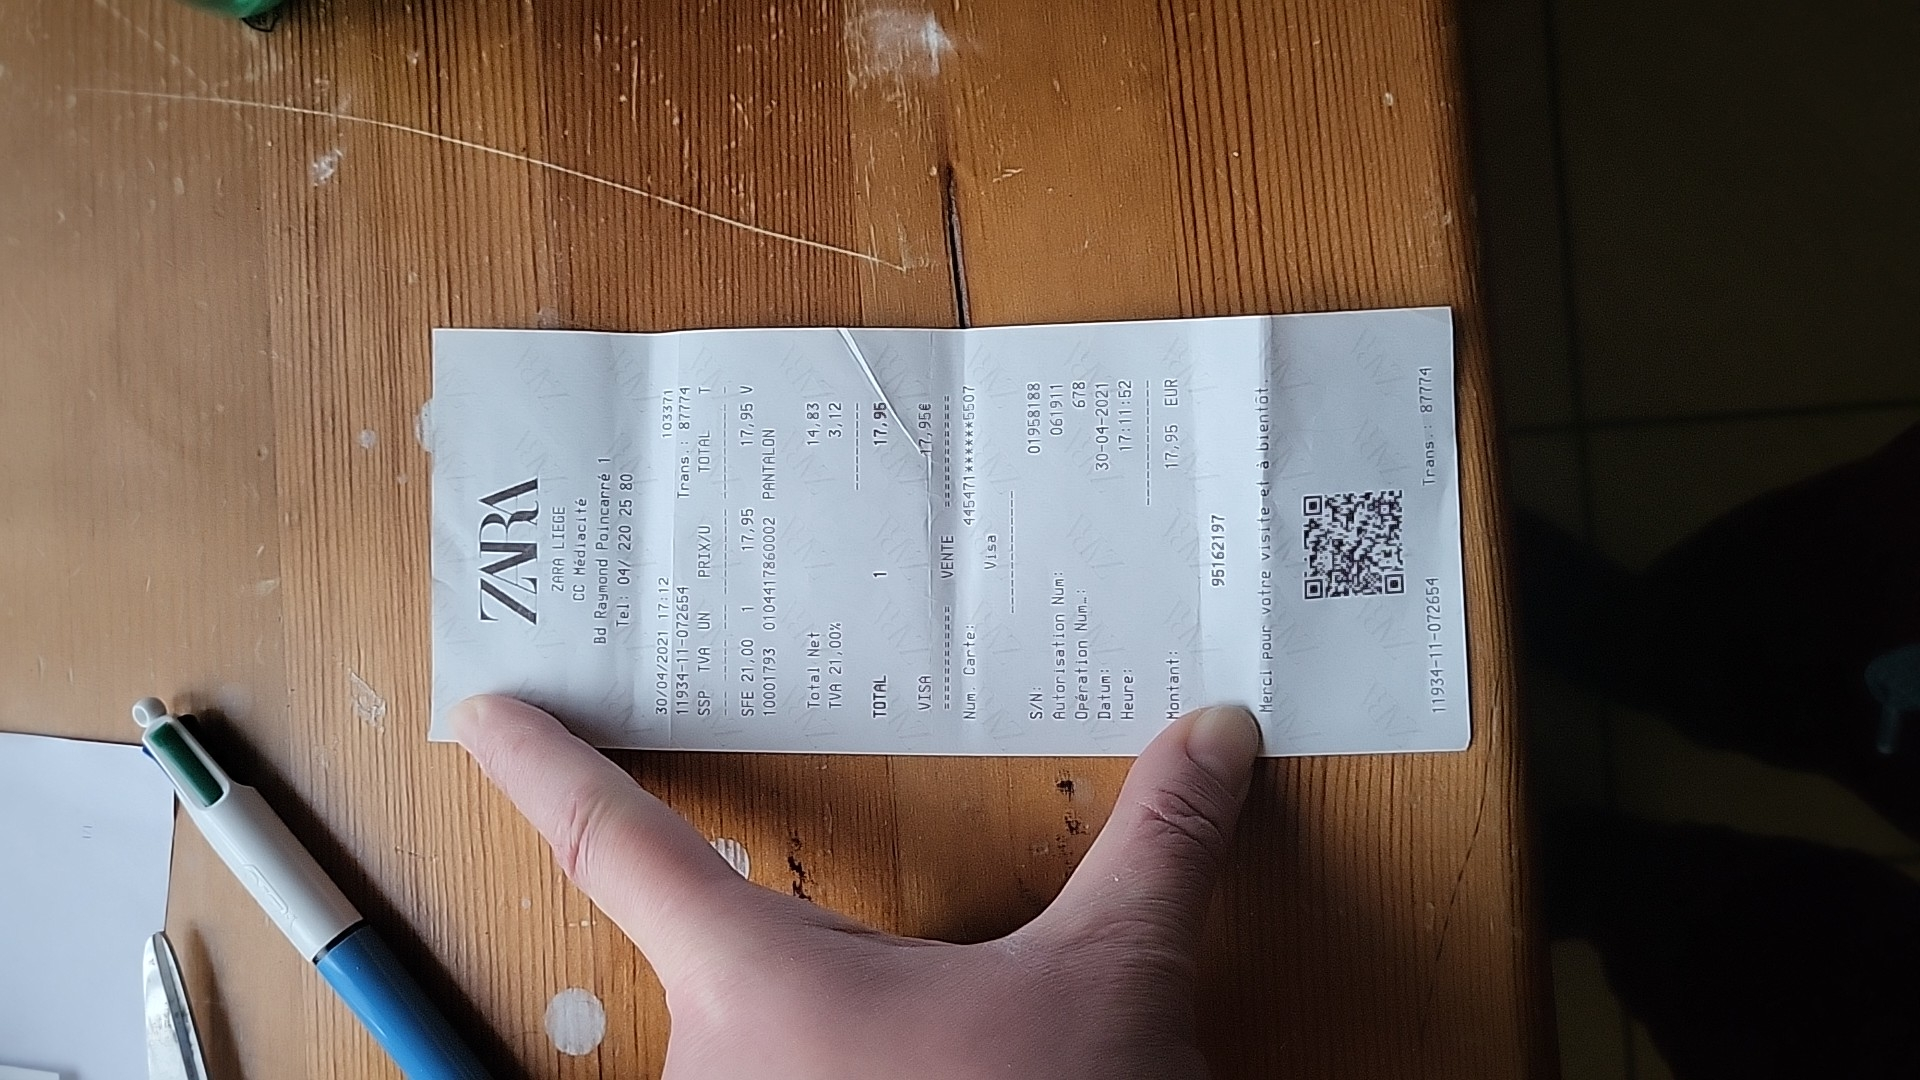 ZARA
ZARA LIEGE
CC Médiacité
Bd Raymond Poincarré 1
Tel: 04/ 220 25 80
30/04/2021 17:12 103371
11934-11-072654 Trans.: 87774
SSP TVA UN PRIX/U TOTAL T
SFE 21,00 1 17,95 17,95 V
10001793 0104417860002 PANTALON
Total Net 14,83
TVA 21,00% 3,12
TOTAL 1 17,95
VISA 17,95€
========== VENTE ==========
Num. Carte: 445471******5507
Visa
S/N: 01958188
Autorisation Num: 061911
Opération Num…: 678
Datum: 30-04-2021
Heure: 17:11:52
Montant: 17,95 EUR
95162197
Merci pour votre visite et à bientôt.
11934-11-072654 Trans.: 87774